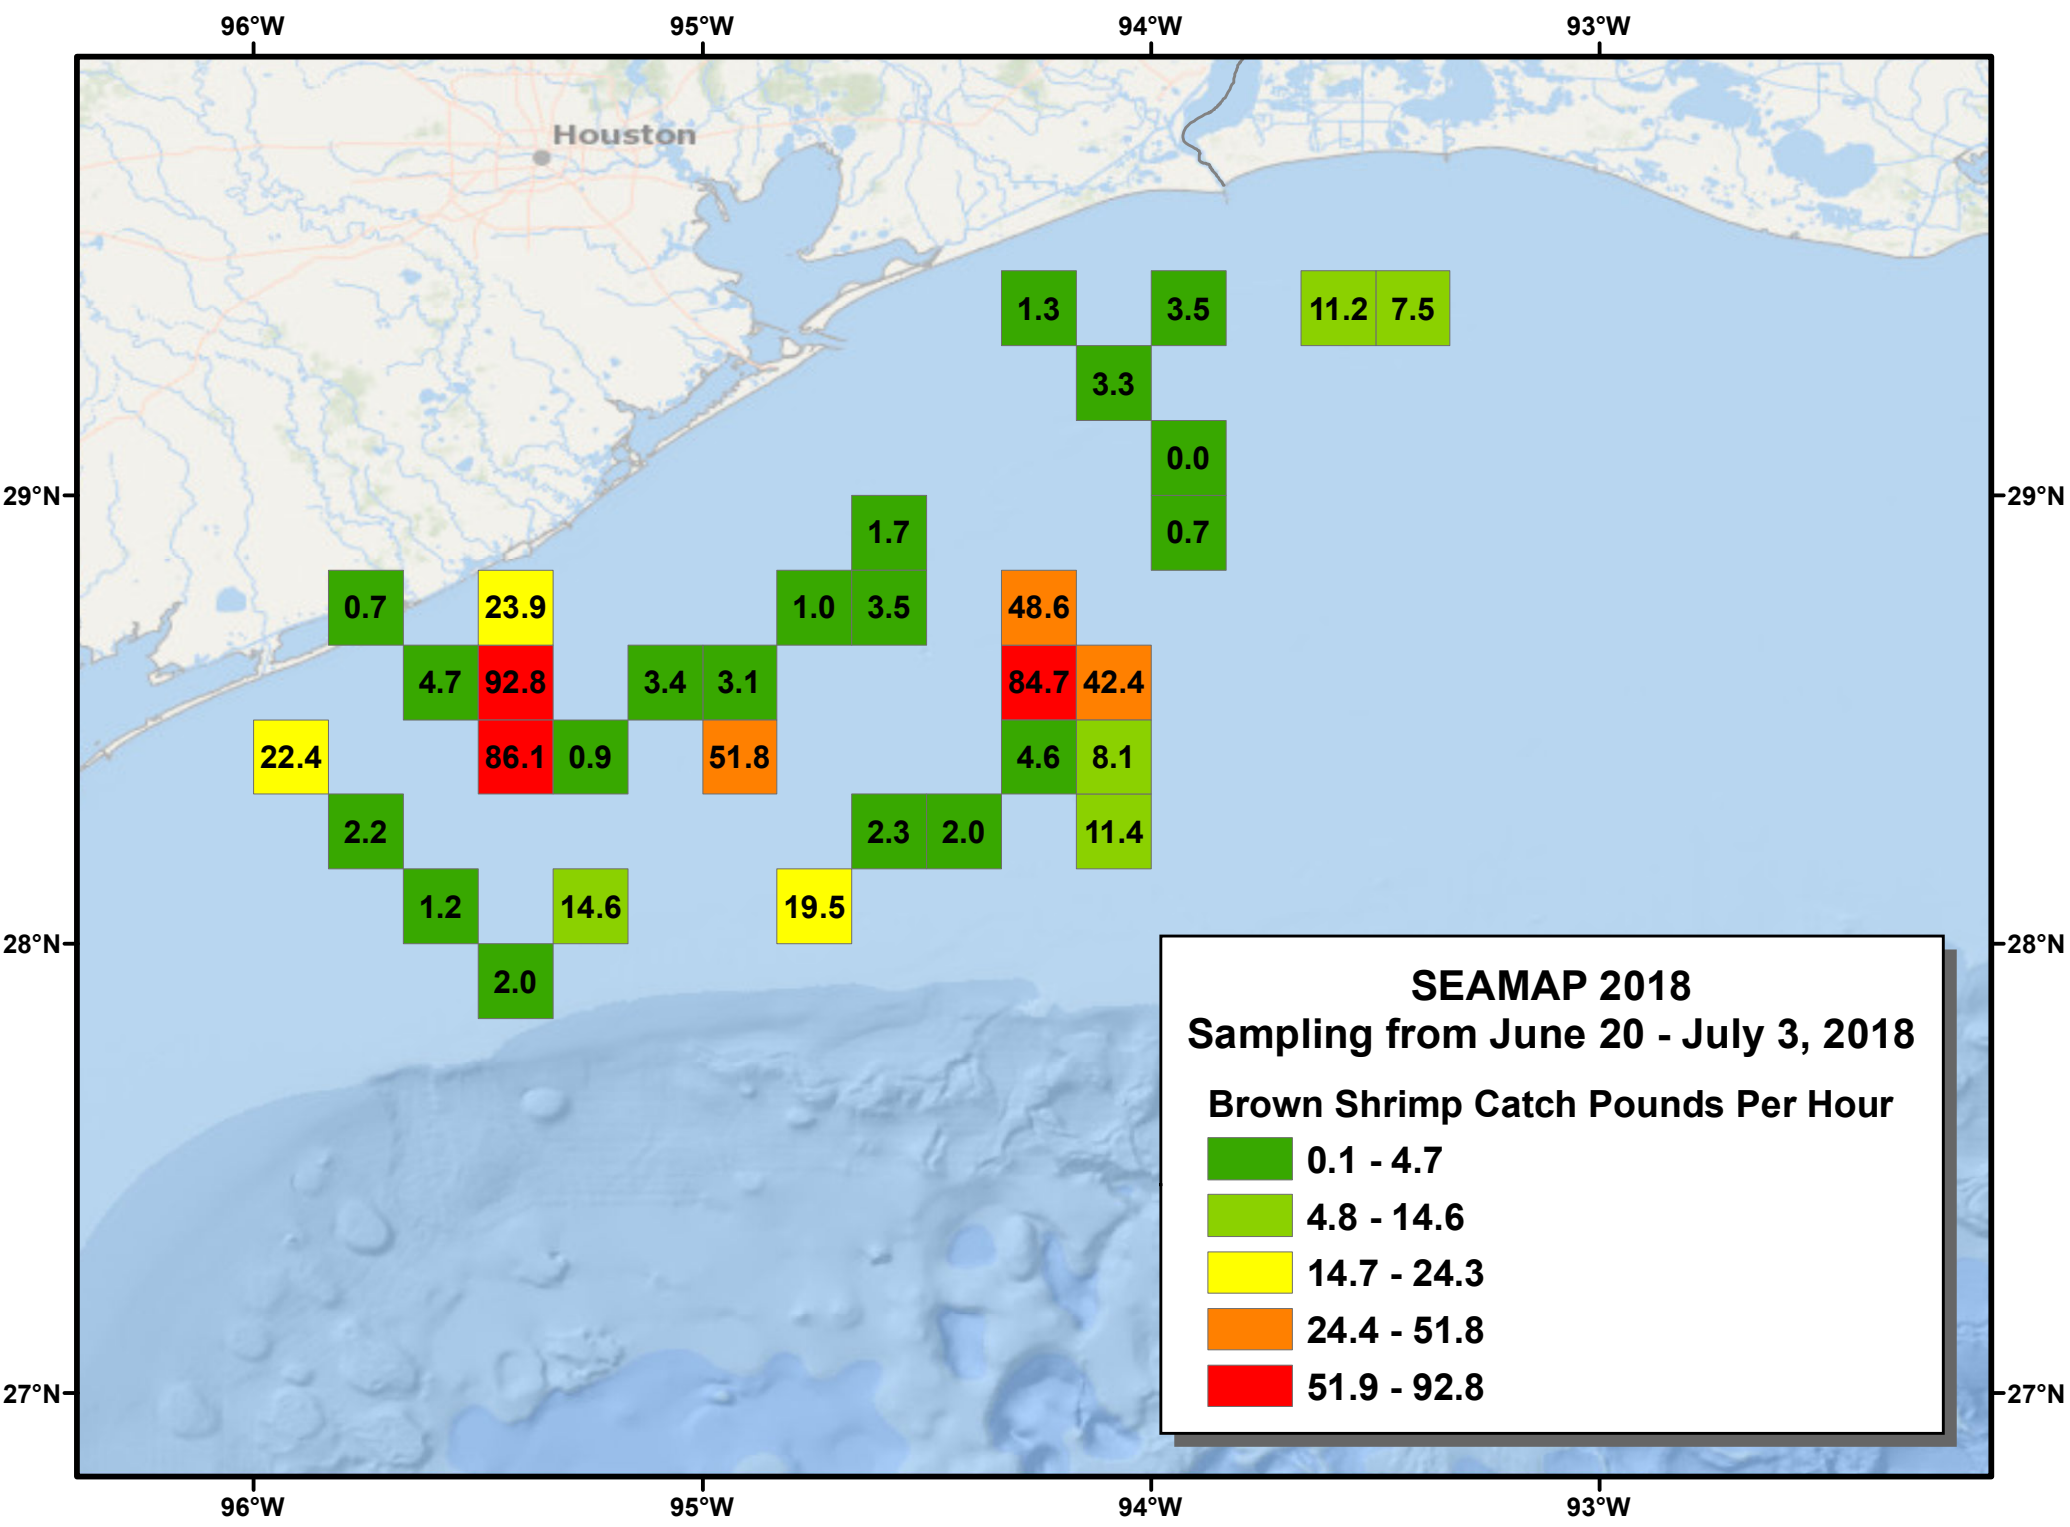 96°W 95°W 94°W 93°W
Houston
1.3 3.5 11.2 7.5
3.3
0.0
29°N 29°N
1.7 0.7
0.7 23.9 1.0 3.5 48.6
4.7 92.8 3.4 3.1 84.7 42.4
22.4 86.1 0.9 51.8 4.6 8.1
2.2 2.3 2.0 11.4
1.2 14.6 19.5
28°N 28°N
2.0
SEAMAP 2018
Sampling from June 20 - July 3, 2018
Brown Shrimp Catch Pounds Per Hour
0.1 - 4.7
4.8 - 14.6
14.7 - 24.3
24.4 - 51.8
51.9 - 92.8
27°N 27°N
96°W 95°W 94°W 93°W